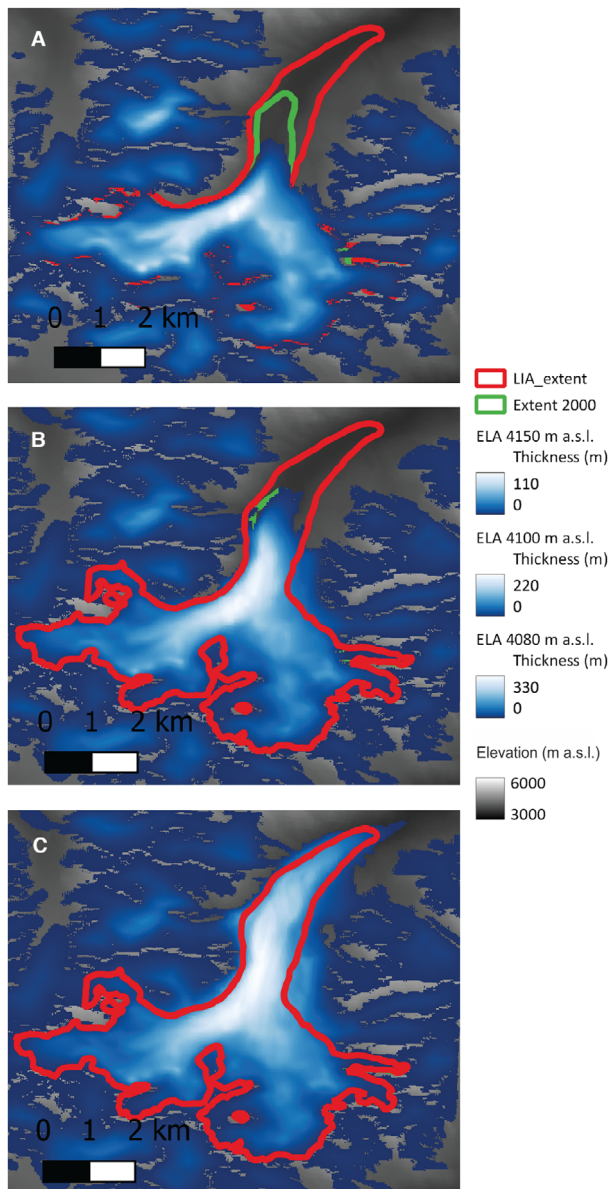 A
0 1 2 km
LIA_extent
Extent 2000
ELA 4150 m a.s.l.
Thickness (m)
110
0
ELA 4100 m a.s.l.
Thickness (m)
220
0
ELA 4080 m a.s.l.
Thickness (m)
330
0
Elevation (m a.s.l.)
6000
3000
B
0 1 2 km
C
0 1 2 km